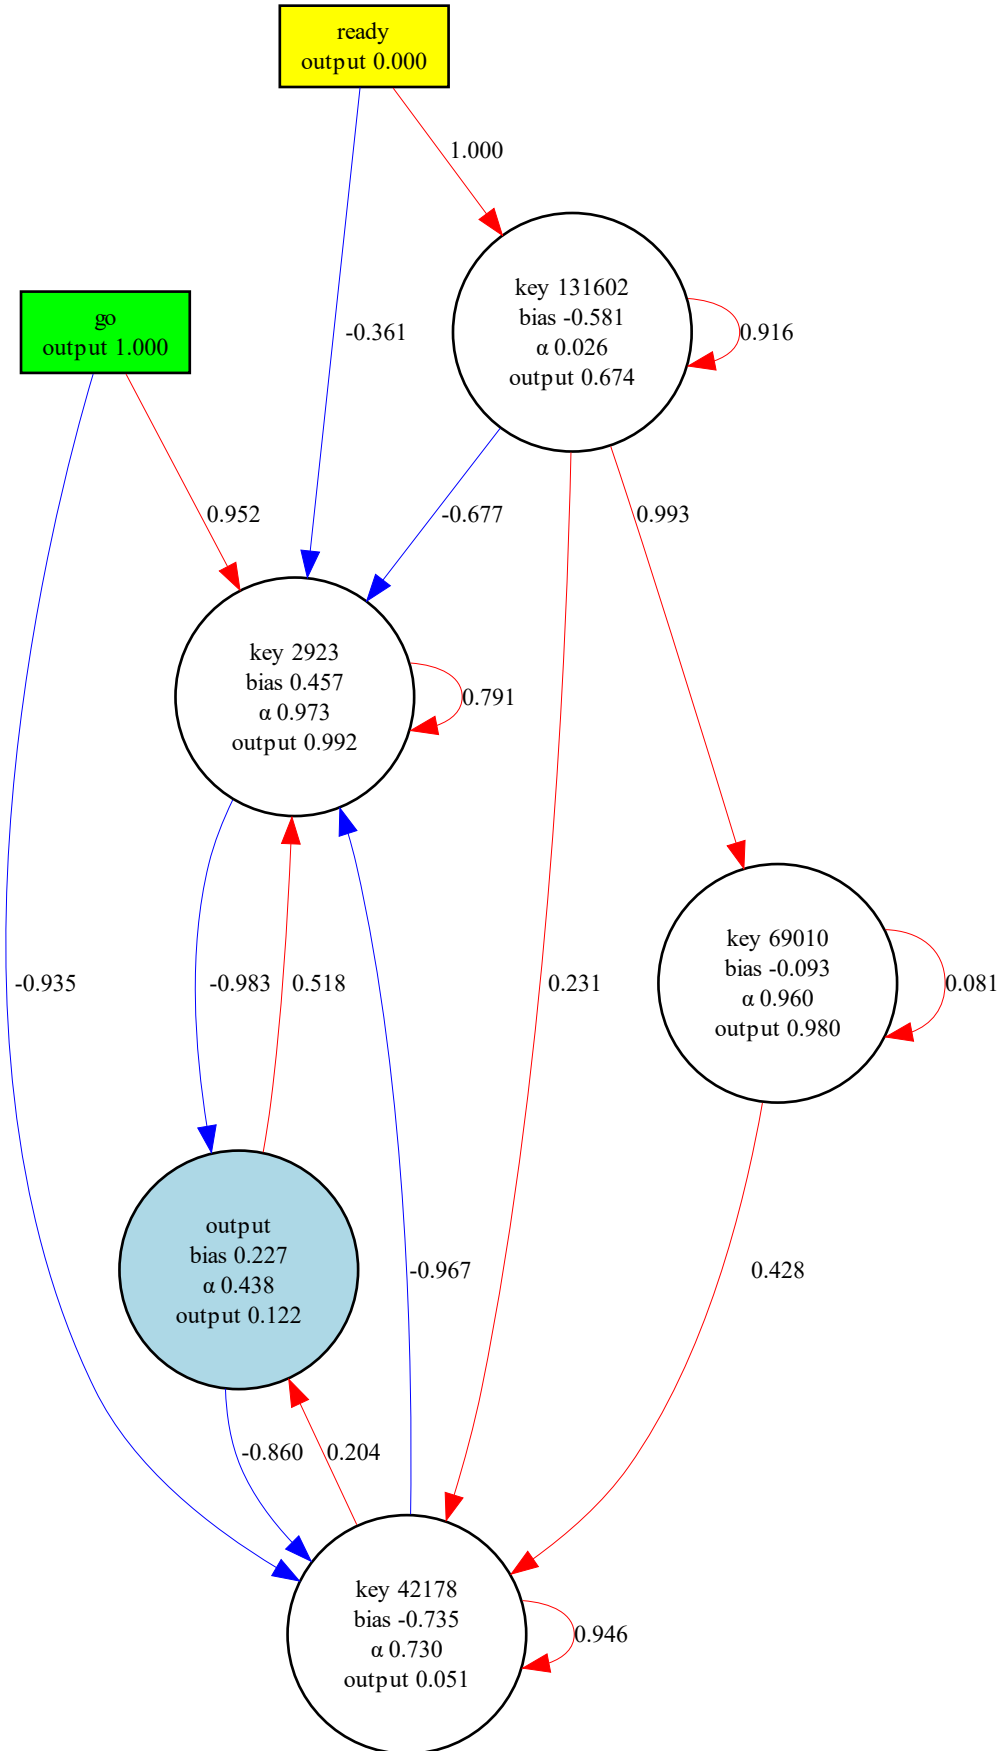 ready
output 0.000
1.000
key 131602
bias -0.581
α 0.026
output 0.674
0.916
go
output 1.000
-0.361
0.952
-0.677
0.993
key 2923
bias 0.457
α 0.973
output 0.992
0.791
key 69010
bias -0.093
α 0.960
output 0.980
0.081
-0.935
-0.983
0.518
0.231
output
bias 0.227
α 0.438
output 0.122
-0.967
0.428
-0.860
0.204
key 42178
bias -0.735
α 0.730
output 0.051
0.946